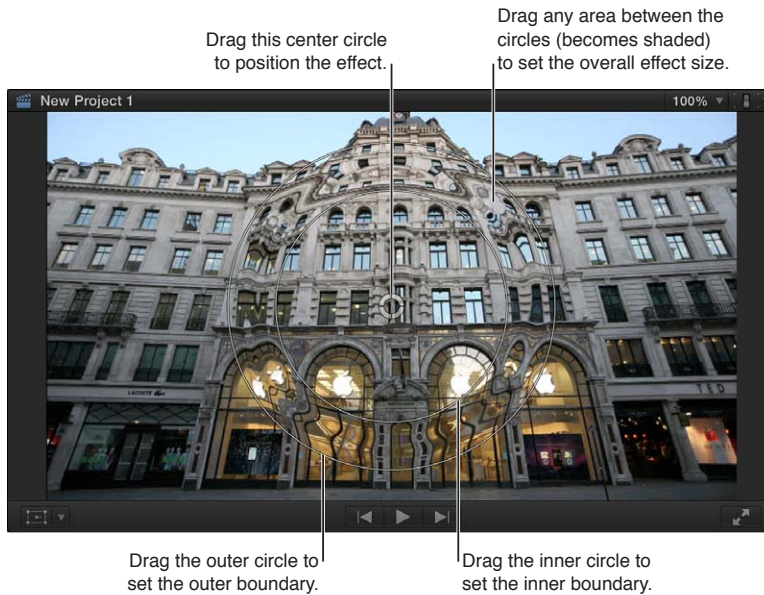 Drag this center circle
to position the effect.
Drag any area between the
circles (becomes shaded)
to set the overall effect size.
New Project 1
100%
LACOSTE
TED
Drag the outer circle to
set the outer boundary.
Drag the inner circle to
set the inner boundary.